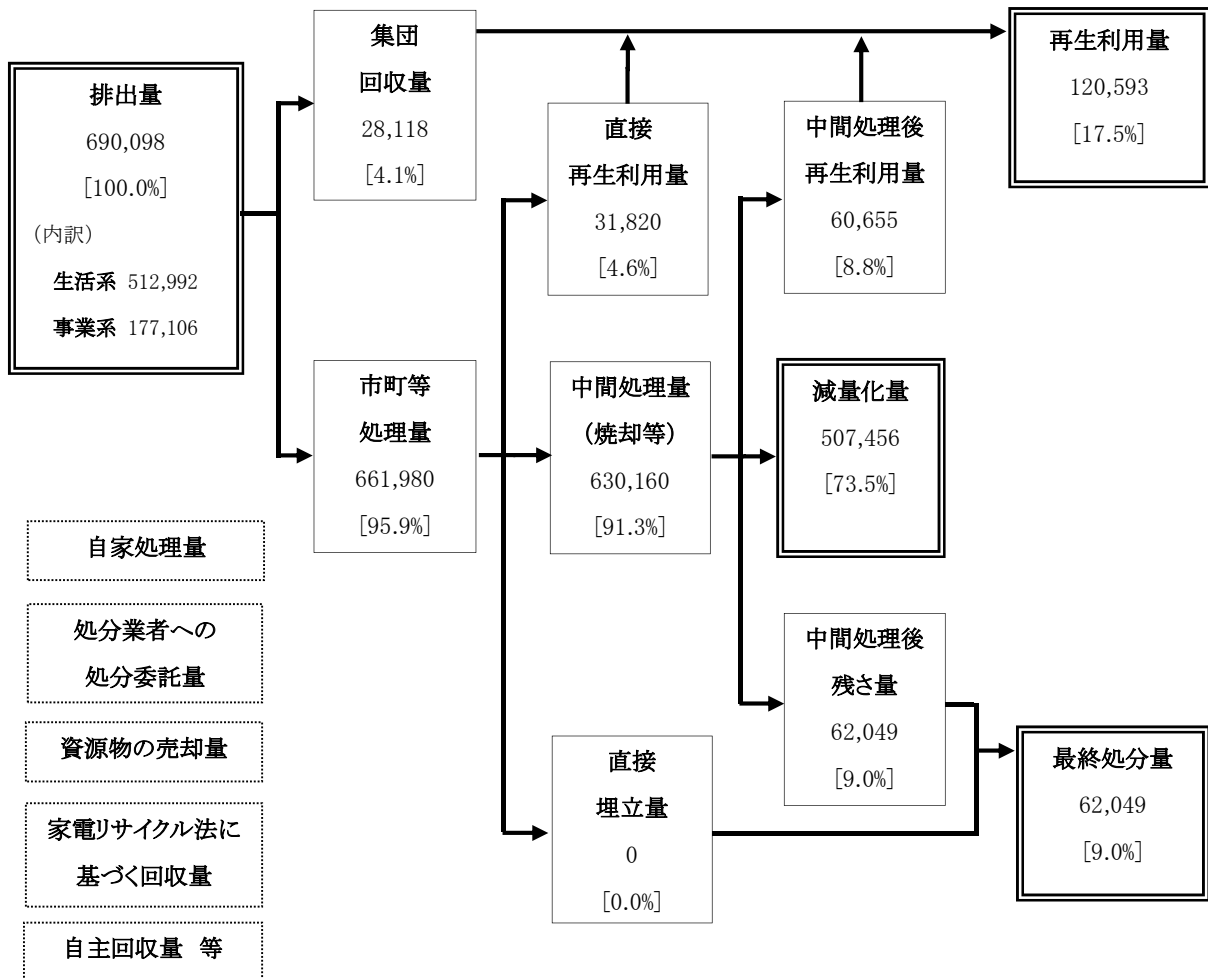 排出量
690,098
[100.0%]
（内訳）
生活系 512,992
事業系 177,106
集団
回収量
28,118
[4.1%]
市町等
処理量
661,980
[95.9%]
直接
再生利用量
31,820
[4.6%]
中間処理量
（焼却等）
630,160
[91.3%]
直接
埋立量
0
[0.0%]
中間処理後
再生利用量
60,655
[8.8%]
減量化量
507,456
[73.5%]
中間処理後
残さ量
62,049
[9.0%]
再生利用量
120,593
[17.5%]
最終処分量
62,049
[9.0%]
自家処理量
処分業者への
処分委託量
資源物の売却量
家電リサイクル法に
基づく回収量
自主回収量 等